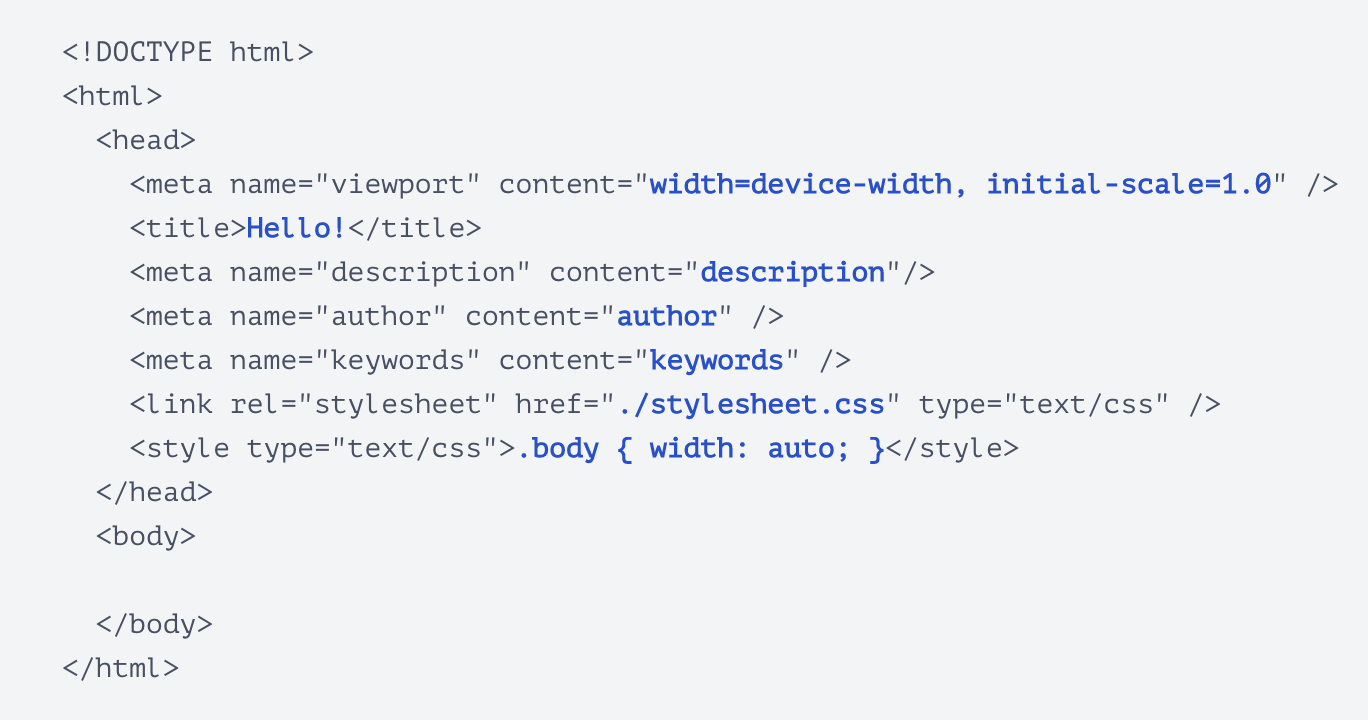 <!DOCTYPE html>
<html>
  <head>
    <meta name="viewport" content="width=device-width, initial-scale=1.0" />
    <title>Hello!</title>
    <meta name="description" content="description"/>
    <meta name="author" content="author" />
    <meta name="keywords" content="keywords" />
    <link rel="stylesheet" href="./stylesheet.css" type="text/css" />
    <style type="text/css">.body { width: auto; }</style>
  </head>
  <body>

  </body>
</html>